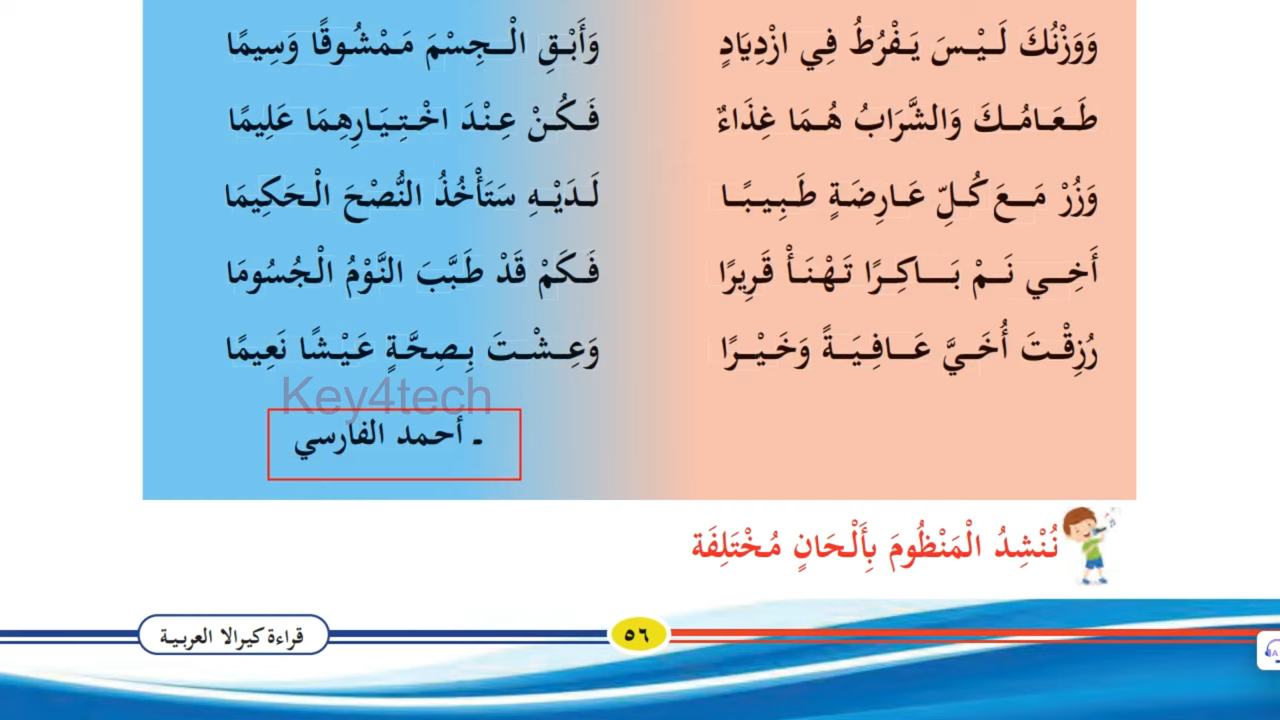 وَوَزْنُكَ لَيْسَ يَفْرُطُ فِي ازْدِيَادٍ وَأَبْقِ الْجِسْمَ مَمْشُوقًا وَسِيمًا
طَعَامُكَ وَالشَّرَابُ هُمَا غِذَاءٌ فَكُنْ عِنْدَ اخْتِيَارِهِمَا عَلِيمًا
وَزُرْ مَعَ كُلِّ عَارِضَةٍ طَبِيبًا لَدَيْهِ سَتَأْخُذُ النُّصْحَ الْحَكِيمَا
أَخِي نَمْ بَاكِرًا تَهْنَأْ قَرِيرًا فَكَمْ قَدْ طَبَّبَ النَّوْمُ الْجُسُومَا
رُزِقْتَ أُخَيَّ عَافِيَةً وَخَيْرًا وَعِشْتَ بِصِحَّةٍ عَيْشًا نَعِيمًا
Key4tech
- أحمد الفارسي
نُنْشِدُ الْمَنْظُومَ بِأَلْحَانٍ مُخْتَلِفَة
٥٦
قراءة كيرالا العربية